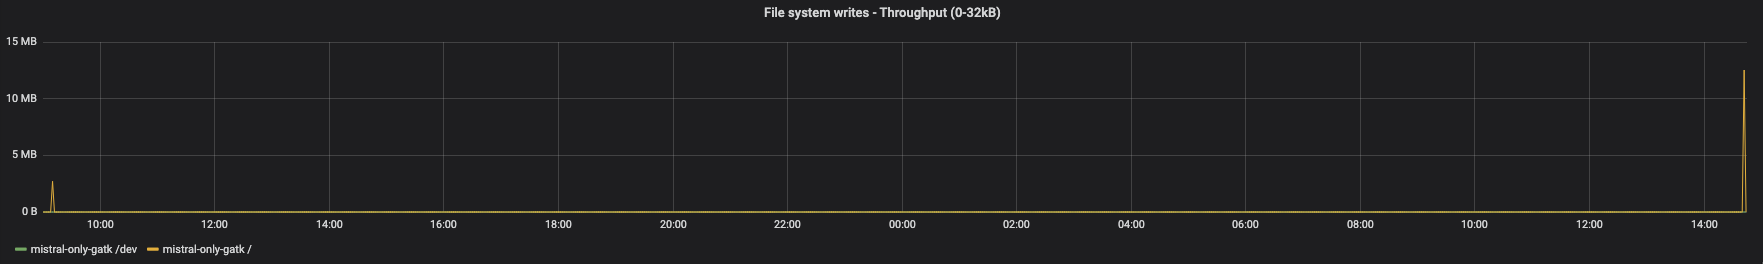 File system writes - Throughput (0-32kB)
15 MB
10 MB
5 MB
0 B
10:00 12:00 14:00 16:00 18:00 20:00 22:00 00:00 02:00 04:00 06:00 08:00 10:00 12:00 14:00
mistral-only-gatk /dev mistral-only-gatk /